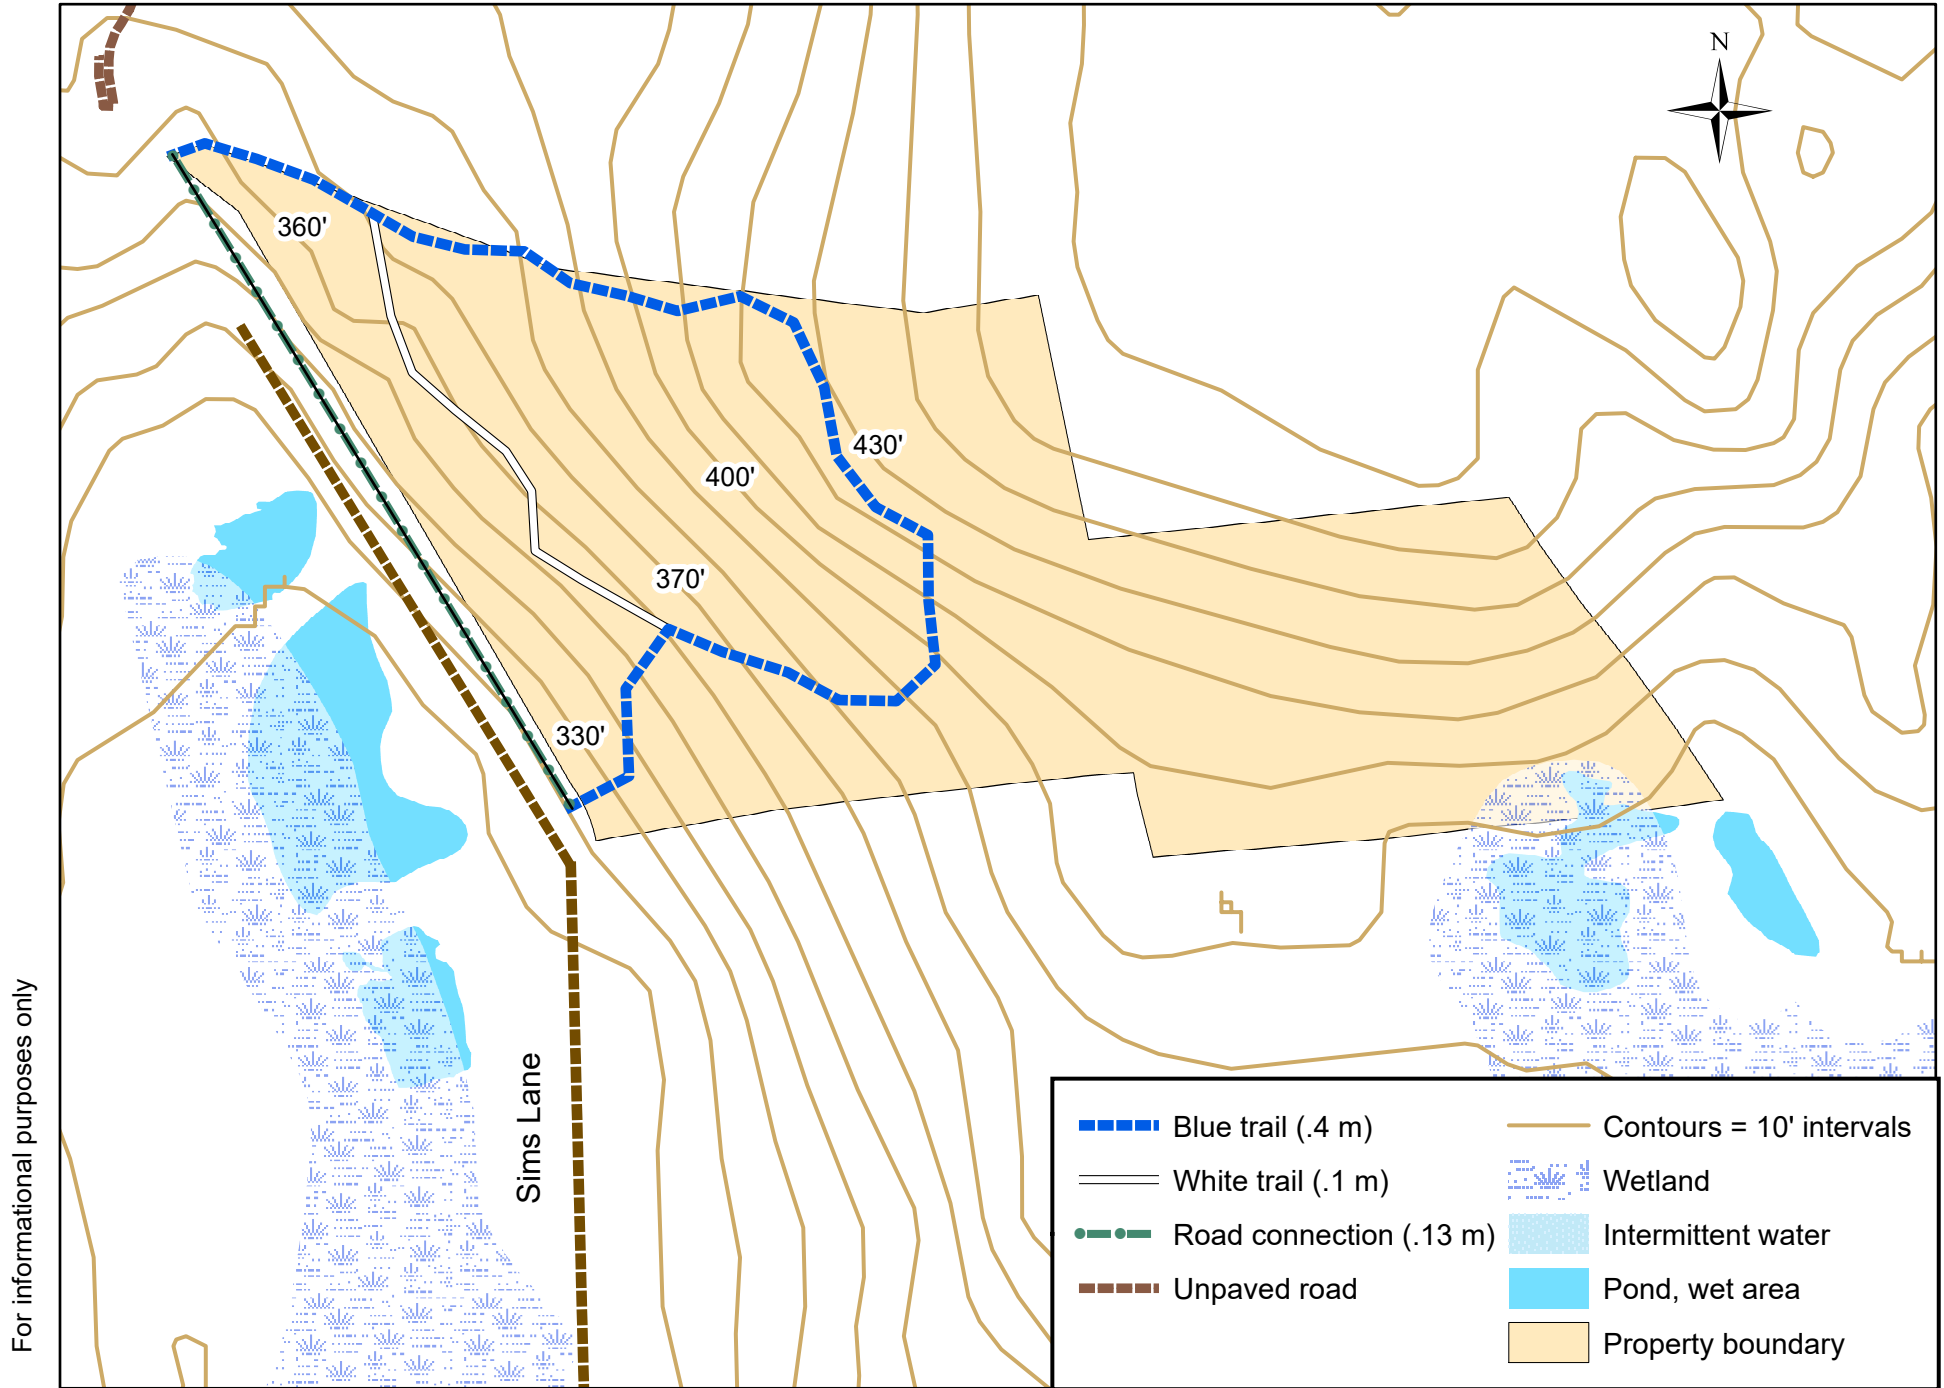 N
360'
430'
400'
370'
330'
Sims Lane
For informational purposes only
Blue trail (.4 m)
White trail (.1 m)
Road connection (.13 m)
Unpaved road
Contours = 10' intervals
Wetland
Intermittent water
Pond, wet area
Property boundary